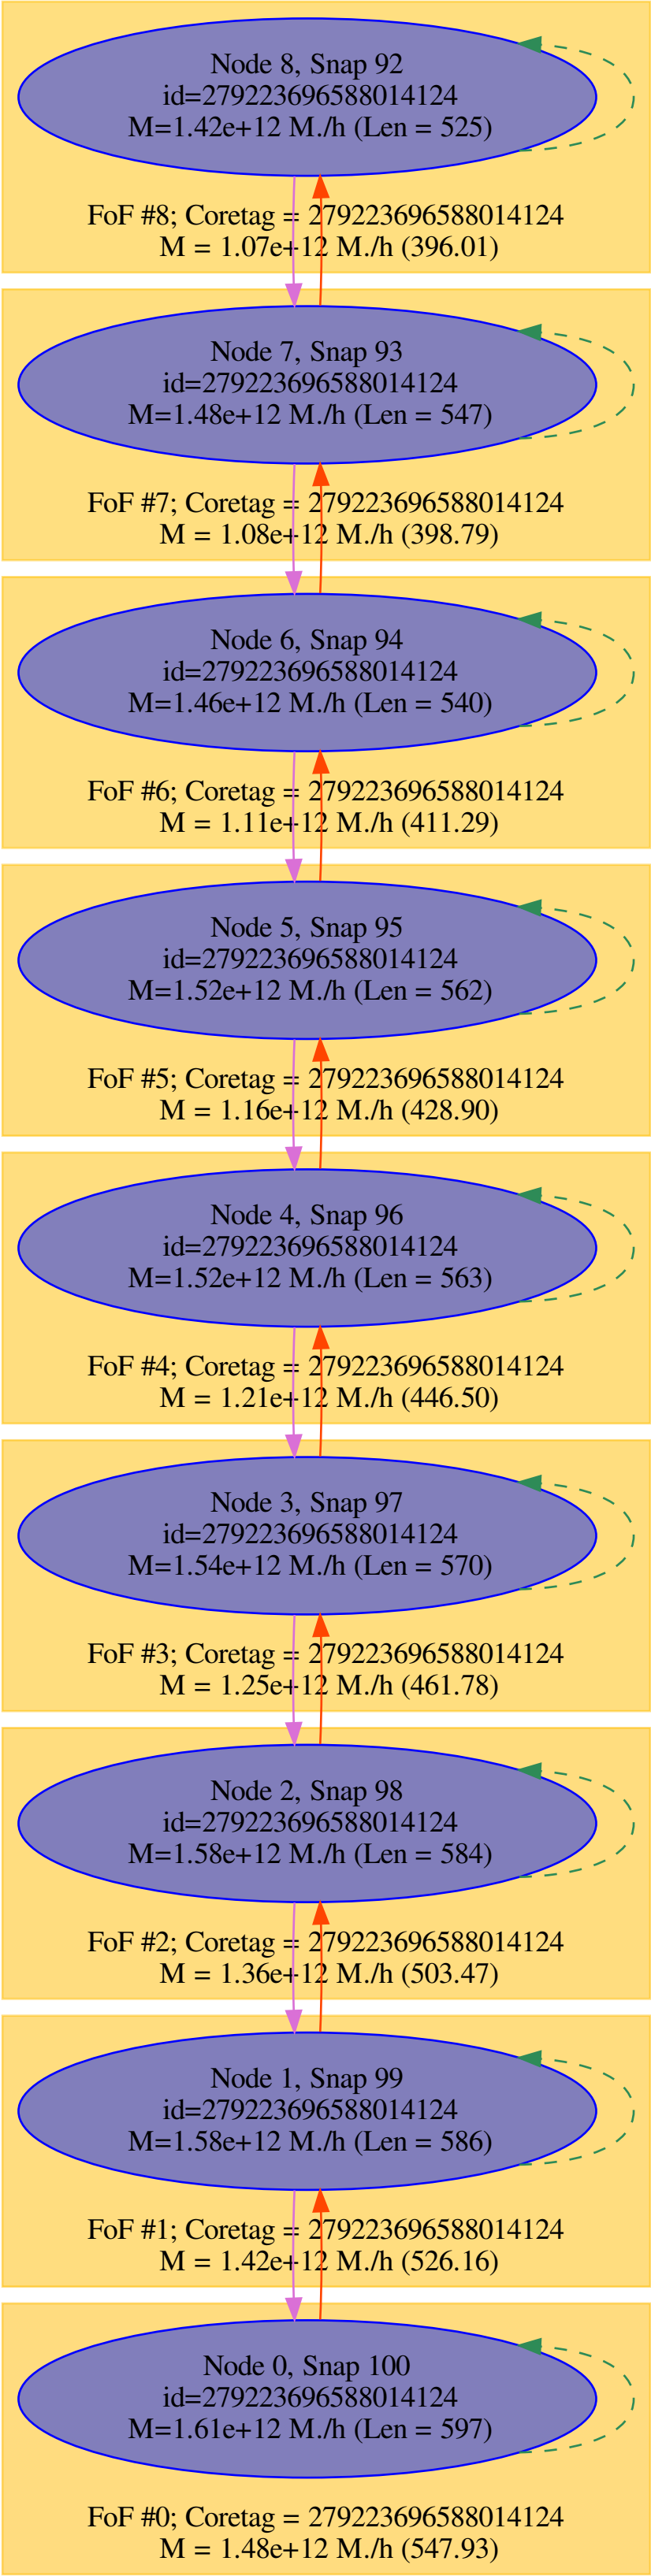 Node 8, Snap 92
id=279223696588014124
M=1.42e+12 M./h (Len = 525)
FoF #8; Coretag = 279223696588014124
M = 1.07e+12 M./h (396.01)
Node 7, Snap 93
id=279223696588014124
M=1.48e+12 M./h (Len = 547)
FoF #7; Coretag = 279223696588014124
M = 1.08e+12 M./h (398.79)
Node 6, Snap 94
id=279223696588014124
M=1.46e+12 M./h (Len = 540)
FoF #6; Coretag = 279223696588014124
M = 1.11e+12 M./h (411.29)
Node 5, Snap 95
id=279223696588014124
M=1.52e+12 M./h (Len = 562)
FoF #5; Coretag = 279223696588014124
M = 1.16e+12 M./h (428.90)
Node 4, Snap 96
id=279223696588014124
M=1.52e+12 M./h (Len = 563)
FoF #4; Coretag = 279223696588014124
M = 1.21e+12 M./h (446.50)
Node 3, Snap 97
id=279223696588014124
M=1.54e+12 M./h (Len = 570)
FoF #3; Coretag = 279223696588014124
M = 1.25e+12 M./h (461.78)
Node 2, Snap 98
id=279223696588014124
M=1.58e+12 M./h (Len = 584)
FoF #2; Coretag = 279223696588014124
M = 1.36e+12 M./h (503.47)
Node 1, Snap 99
id=279223696588014124
M=1.58e+12 M./h (Len = 586)
FoF #1; Coretag = 279223696588014124
M = 1.42e+12 M./h (526.16)
Node 0, Snap 100
id=279223696588014124
M=1.61e+12 M./h (Len = 597)
FoF #0; Coretag = 279223696588014124
M = 1.48e+12 M./h (547.93)